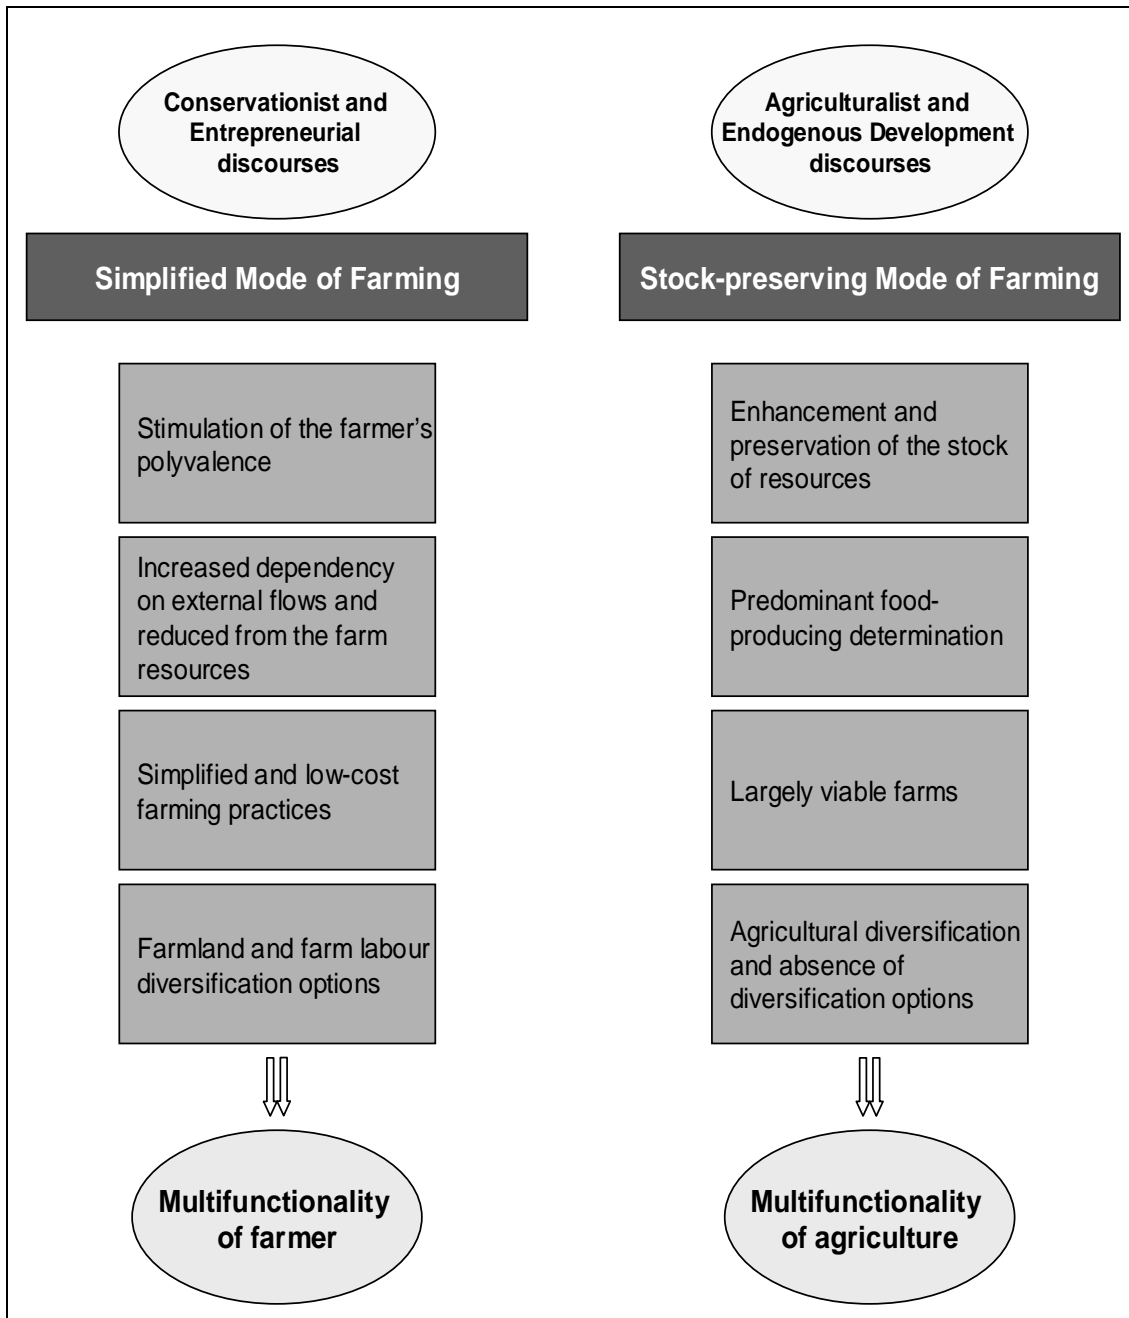 Conservationist and
Entrepreneurial
discourses
Simplified Mode of Farming
Stimulation of the farmer's
polyvalence
Increased dependency
on external flows and
reduced from the farm
resources
Simplified and low-cost
farming practices
Farmland and farm labour
diversification options
Multifunctionality
of farmer
Agriculturalist and
Endogenous Development
discourses
Stock-preserving Mode of Farming
Enhancement and
preservation of the stock
of resources
Predominant food-
producing determination
Largely viable farms
Agricultural diversification
and absence of
diversification options
Multifunctionality
of agriculture